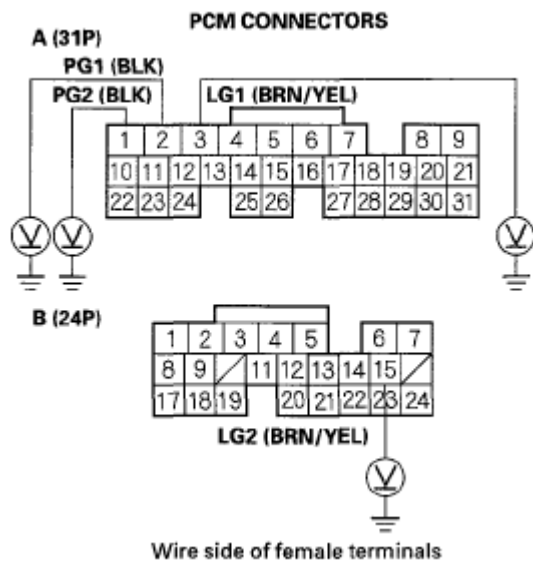 PCM CONNECTORS
A (31P)
PG1 (BLK)
PG2 (BLK) LG1 (BRN/YEL)
1 2 3 4 5 6 7 8 9
10 11 12 13 14 15 16 17 18 19 20 21
22 23 24 25 26 27 28 29 30 31
V V V
B (24P)
1 2 3 4 5 6 7
8 9 11 12 13 14 15
17 18 19 20 21 22 23 24
LG2 (BRN/YEL)
V
Wire side of female terminals